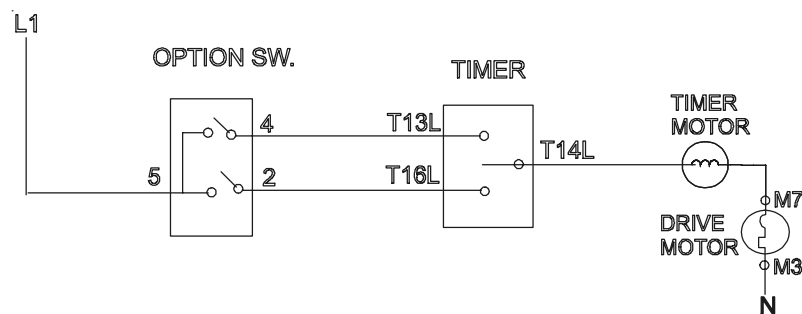 L1
OPTION SW.
TIMER
TIMER
MOTOR
4
T13L
T14L
5
2
T16L
M7
DRIVE
MOTOR
M3
N